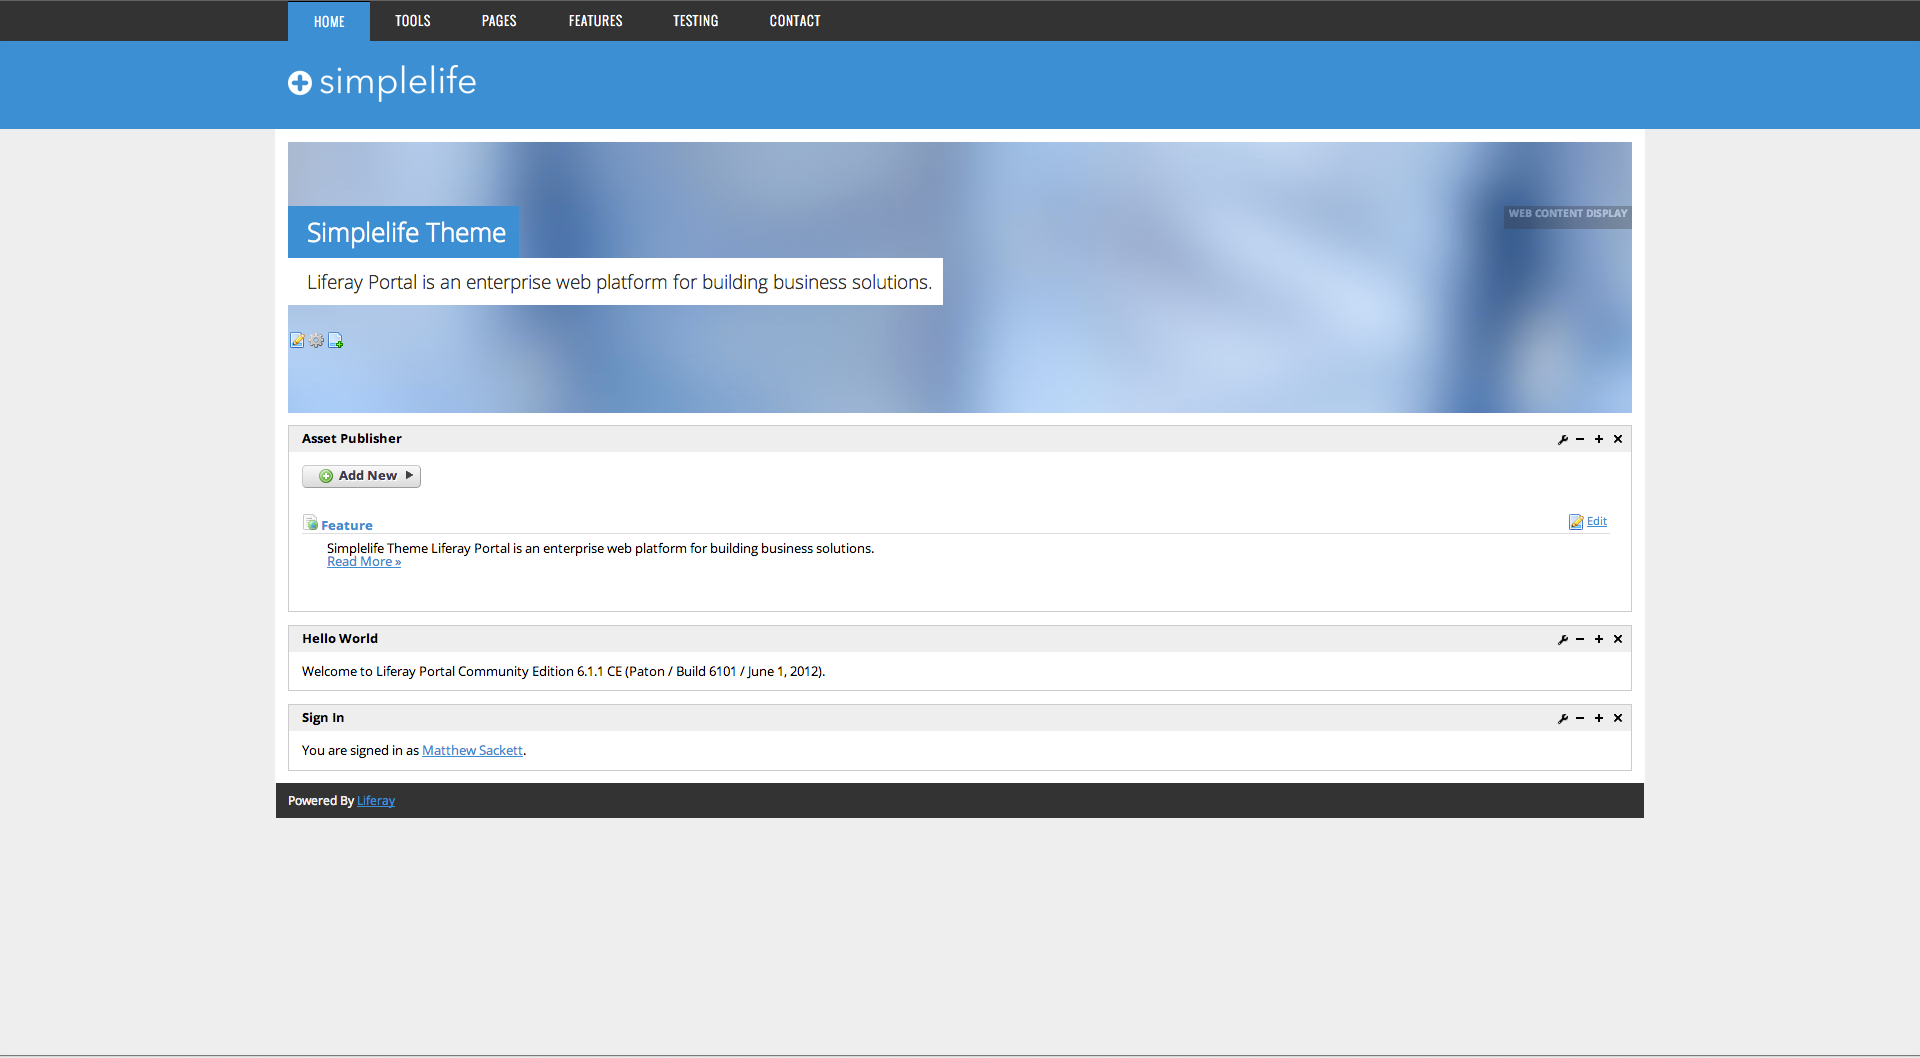 HOME TOOLS PAGES FEATURES TESTING CONTACT
simplelife
WEB CONTENT DISPLAY
Simplelife Theme
Liferay Portal is an enterprise web platform for building business solutions.
Asset Publisher
Add New
Feature
Edit
Simplelife Theme Liferay Portal is an enterprise web platform for building business solutions.
Read More »
Hello World
Welcome to Liferay Portal Community Edition 6.1.1 CE (Paton / Build 6101 / June 1, 2012).
Sign In
You are signed in as Matthew Sackett.
Powered By Liferay